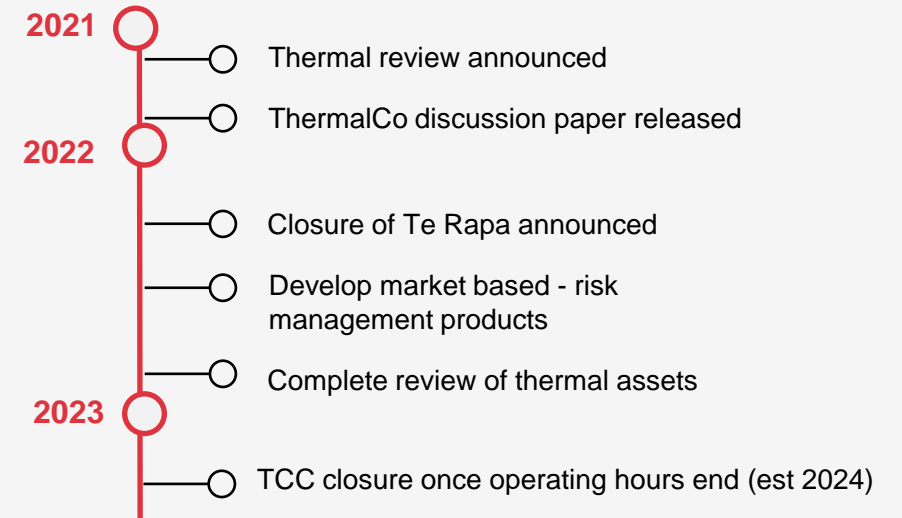 2021
Thermal review announced
ThermalCo discussion paper released
2022
Closure of Te Rapa announced
Develop market based - risk
management products
Complete review of thermal assets
2023
TCC closure once operating hours end (est 2024)